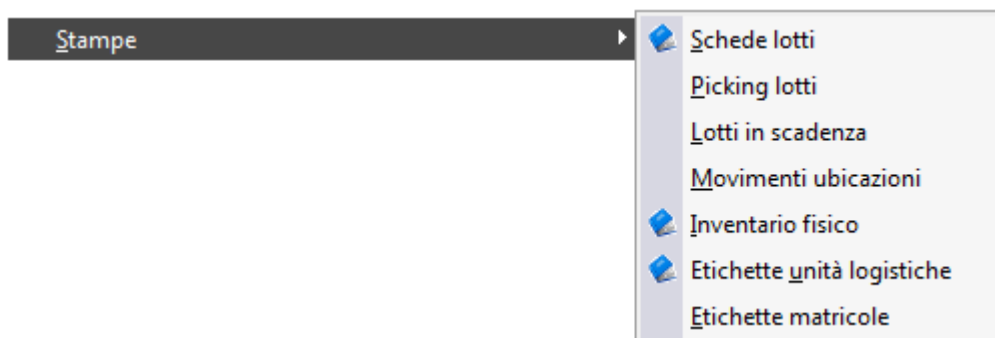 Stampe
Schede lotti
Picking lotti
Lotti in scadenza
Movimenti ubicazioni
Inventario fisico
Etichette unità logistiche
Etichette matricole